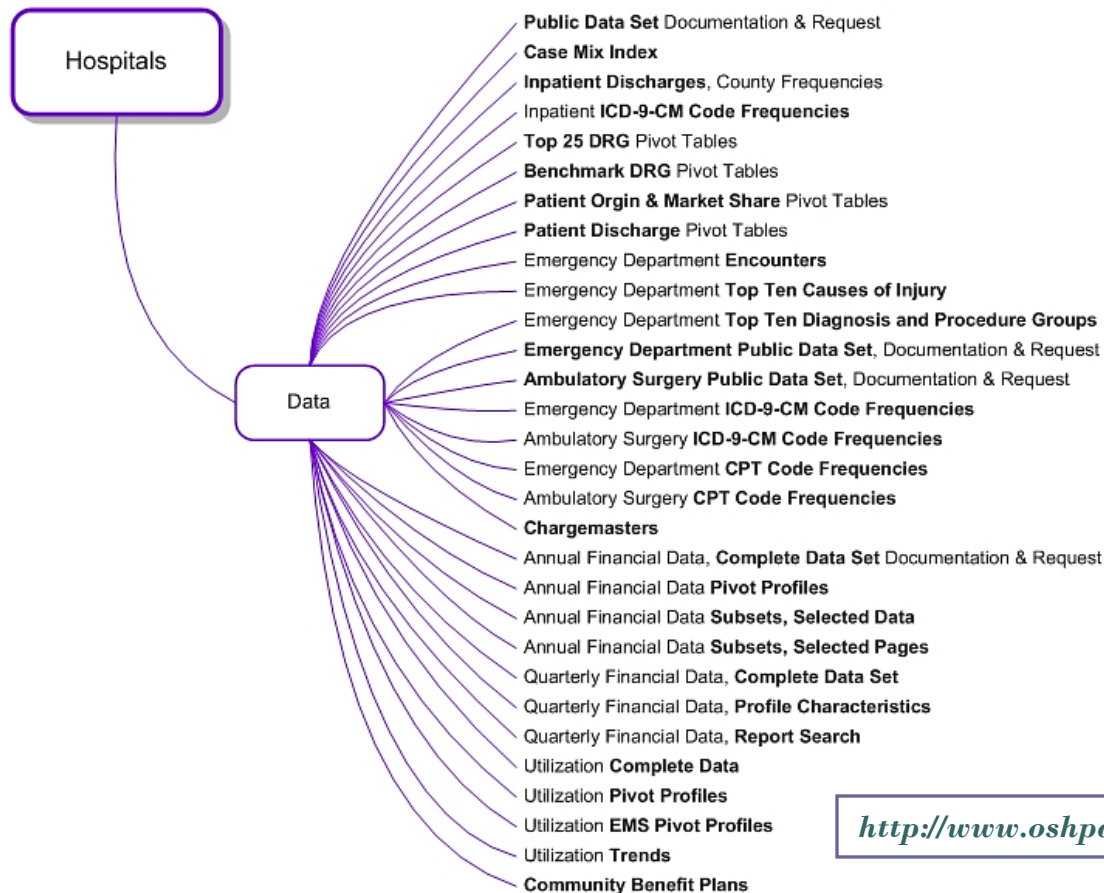 Hospitals
Data
Public Data Set Documentation & Request
Case Mix Index
Inpatient Discharges, County Frequencies
Inpatient ICD-9-CM Code Frequencies
Top 25 DRG Pivot Tables
Benchmark DRG Pivot Tables
Patient Orgin & Market Share Pivot Tables
Patient Discharge Pivot Tables
Emergency Department Encounters
Emergency Department Top Ten Causes of Injury
Emergency Department Top Ten Diagnosis and Procedure Groups
Emergency Department Public Data Set, Documentation & Request
Ambulatory Surgery Public Data Set, Documentation & Request
Emergency Department ICD-9-CM Code Frequencies
Ambulatory Surgery ICD-9-CM Code Frequencies
Emergency Department CPT Code Frequencies
Ambulatory Surgery CPT Code Frequencies
Chargemasters
Annual Financial Data, Complete Data Set Documentation & Request
Annual Financial Data Pivot Profiles
Annual Financial Data Subsets, Selected Data
Annual Financial Data Subsets, Selected Pages
Quarterly Financial Data, Complete Data Set
Quarterly Financial Data, Profile Characteristics
Quarterly Financial Data, Report Search
Utilization Complete Data
Utilization Pivot Profiles
Utilization EMS Pivot Profiles
Utilization Trends
Community Benefit Plans
http://www.oshp